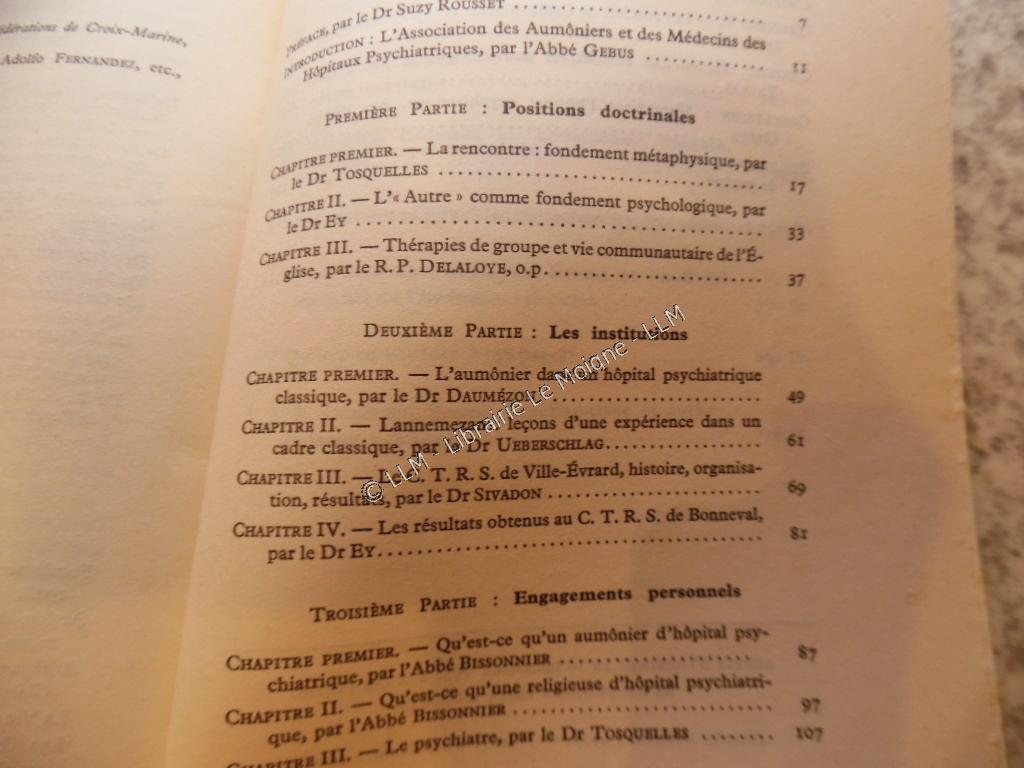 édérations de Croix-Marine,
Adolfo FERNANDEZ, etc.,
PRÉFACE, par le Dr Suzy ROUSSET .................... 7
INTRODUCTION : L'Association des Aumôniers et des Médecins des
Hôpitaux Psychiatriques, par l'Abbé GEBUS ............. 11
PREMIÈRE PARTIE : Positions doctrinales
CHAPITRE PREMIER. — La rencontre : fondement métaphysique, par
le Dr TOSQUELLES .................................. 17
CHAPITRE II. — L'« Autre » comme fondement psychologique, par
le Dr EY .......................................... 33
CHAPITRE III. — Thérapies de groupe et vie communautaire de l'É-
glise, par le R. P. DELALOYE, o.p. ...................... 37
DEUXIÈME PARTIE : Les institutions
CHAPITRE PREMIER. — L'aumônier dans un hôpital psychiatrique
classique, par le Dr DAUMÉZON ....................... 49
CHAPITRE II. — Lannemezan, leçons d'une expérience dans un
cadre classique, par le Dr UEBERSCHLAG................ 61
CHAPITRE III. — Le C. T. R. S. de Ville-Évrard, histoire, organisa-
tion, résultats, par le Dr SIVADON ...................... 69
CHAPITRE IV. — Les résultats obtenus au C. T. R. S. de Bonneval,
par le Dr EY....................................... 81
TROISIÈME PARTIE : Engagements personnels
CHAPITRE PREMIER. — Qu'est-ce qu'un aumônier d'hôpital psy-
chiatrique, par l'Abbé BISSONNIER .................... 87
CHAPITRE II. — Qu'est-ce qu'une religieuse d'hôpital psychiatri-
que, par l'Abbé BISSONNIER .......................... 97
CHAPITRE III. — Le psychiatre, par le Dr TOSQUELLES ........ 107
© LLM . Librairie Le Moiane . LLM